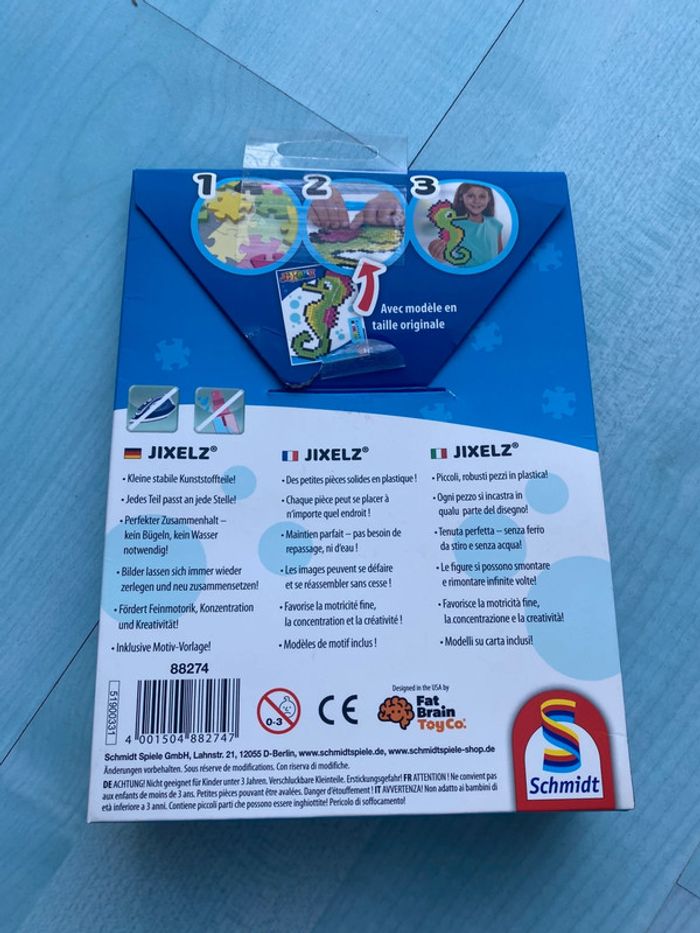 1
2
3
Avec modèle en
taille originale
JIXELZ®
• Kleine stabile Kunststoffteile!
• Jedes Teil passt an jede Stelle!
• Perfekter Zusammenhalt –
kein Bügeln, kein Wasser
notwendig!
• Bilder lassen sich immer wieder
zerlegen und neu zusammensetzen!
• Fördert Feinmotorik, Konzentration
und Kreativität!
• Inklusive Motiv-Vorlage!
JIXELZ®
• Des petites pièces solides en plastique !
• Chaque pièce peut se placer à
n'importe quel endroit !
• Maintien parfait – pas besoin de
repassage, ni d'eau !
• Les images peuvent se défaire
et se réassembler sans cesse !
• Favorise la motricité fine,
la concentration et la créativité !
• Modèles de motif inclus !
JIXELZ®
• Piccoli, robusti pezzi in plastica!
• Ogni pezzo si incastra in
qualu parte del disegno!
• Tenuta perfetta – senza ferro
da stiro e senza acqua!
• Le figure si possono smontare
e rimontare infinite volte!
• Favorisce la motricità fine,
la concentrazione e la creatività!
• Modelli su carta inclusi!
88274
51900331
4 001504 882747
0-3
CE
Designed in the USA by
Fat
Brain
Toy Co.
Schmidt
Schmidt Spiele GmbH, Lahnstr. 21, 12055 D-Berlin, www.schmidtspiele.de, www.schmidtspiele-shop.de
Änderungen vorbehalten. Sous réserve de modifications. Con riserva di modifiche.
DE ACHTUNG! Nicht geeignet für Kinder unter 3 Jahren. Verschluckbare Kleinteile. Erstickungsgefahr! FR ATTENTION ! Ne convient pas
aux enfants de moins de 3 ans. Petites pièces pouvant être avalées. Danger d'étouffement ! IT AVVERTENZA! Non adatto ai bambini di
età inferiore a 3 anni. Contiene piccoli parti che possono essere inghiottite! Pericolo di soffocamento!